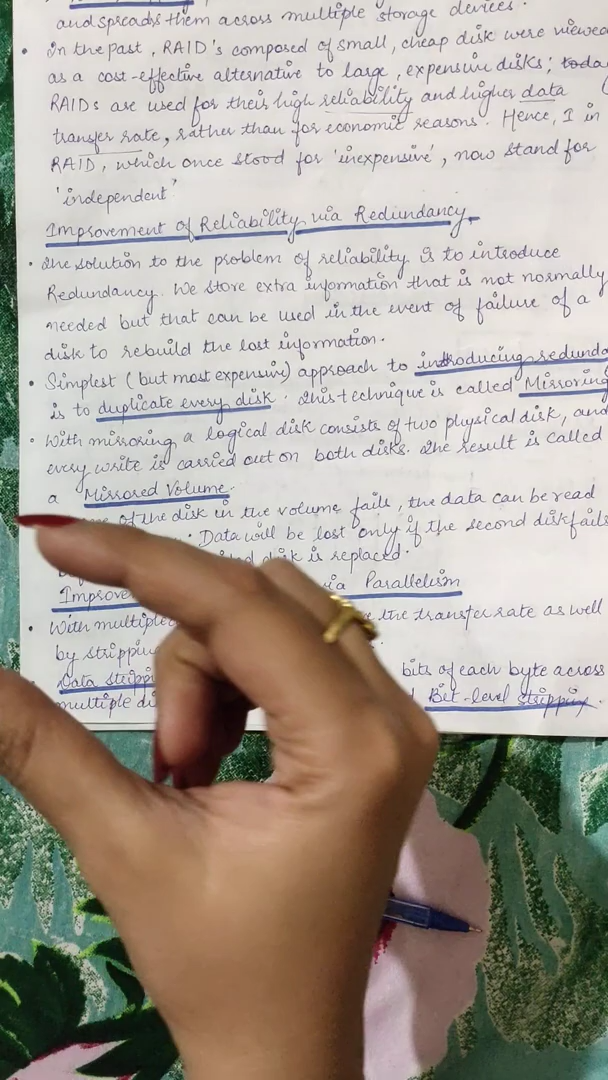 and spreads them across multiple storage devices.
• In the past, RAID's composed of small, cheap disk were viewed
as a cost-effective alternative to large, expensive disks; today
RAIDs are used for their high reliability and higher data
transfer rate, rather than for economic reasons. Hence, I in
RAID, which once stood for 'inexpensive', now stand for
'independent'
Improvement of Reliability via Redundancy
• The solution to the problem of reliability is to introduce
Redundancy. We store extra information that is not normally
needed but that can be used in the event of failure of a
disk to rebuild the lost information.
• Simplest (but most expensive) approach to introducing redunda
is to duplicate every disk. This technique is called Mirroring
• With mirroring a logical disk consists of two physical disk, and
every write is carried out on both disks. The result is called
a Mirrored Volume.
of the disk in the volume fails, the data can be read
. Data will be lost only if the second disk fails
disk is replaced.
Improve via Parallelism
• With multiple the transfer rate as well
by stripping
Data stripping bits of each byte across
multiple di Bit-level stripping.